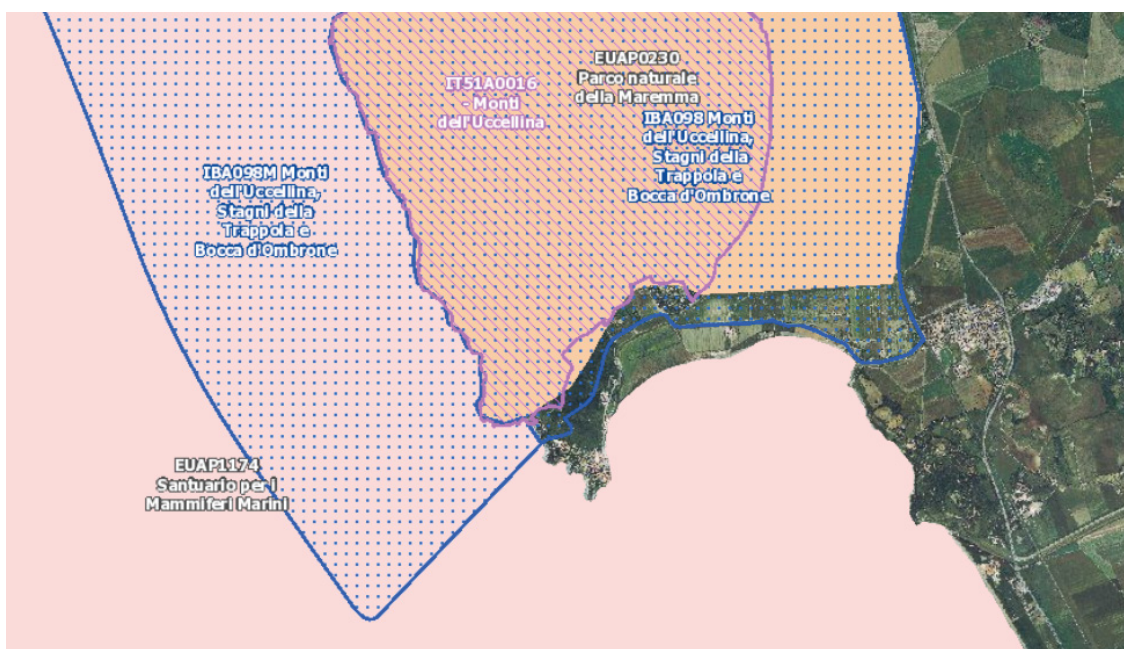 EUAP0230
Parco naturale
della Maremma
IT51A0016
- Monti
dell'Uccellina
IBA098 Monti
dell'Uccellina,
Stagni della
Trappola e
Bocca d'Ombrone
IBA098M Monti
dell'Uccellina,
Stagni della
Trappola e
Bocca d'Ombrone
EUAP1174
Santuario per i
Mammiferi Marini